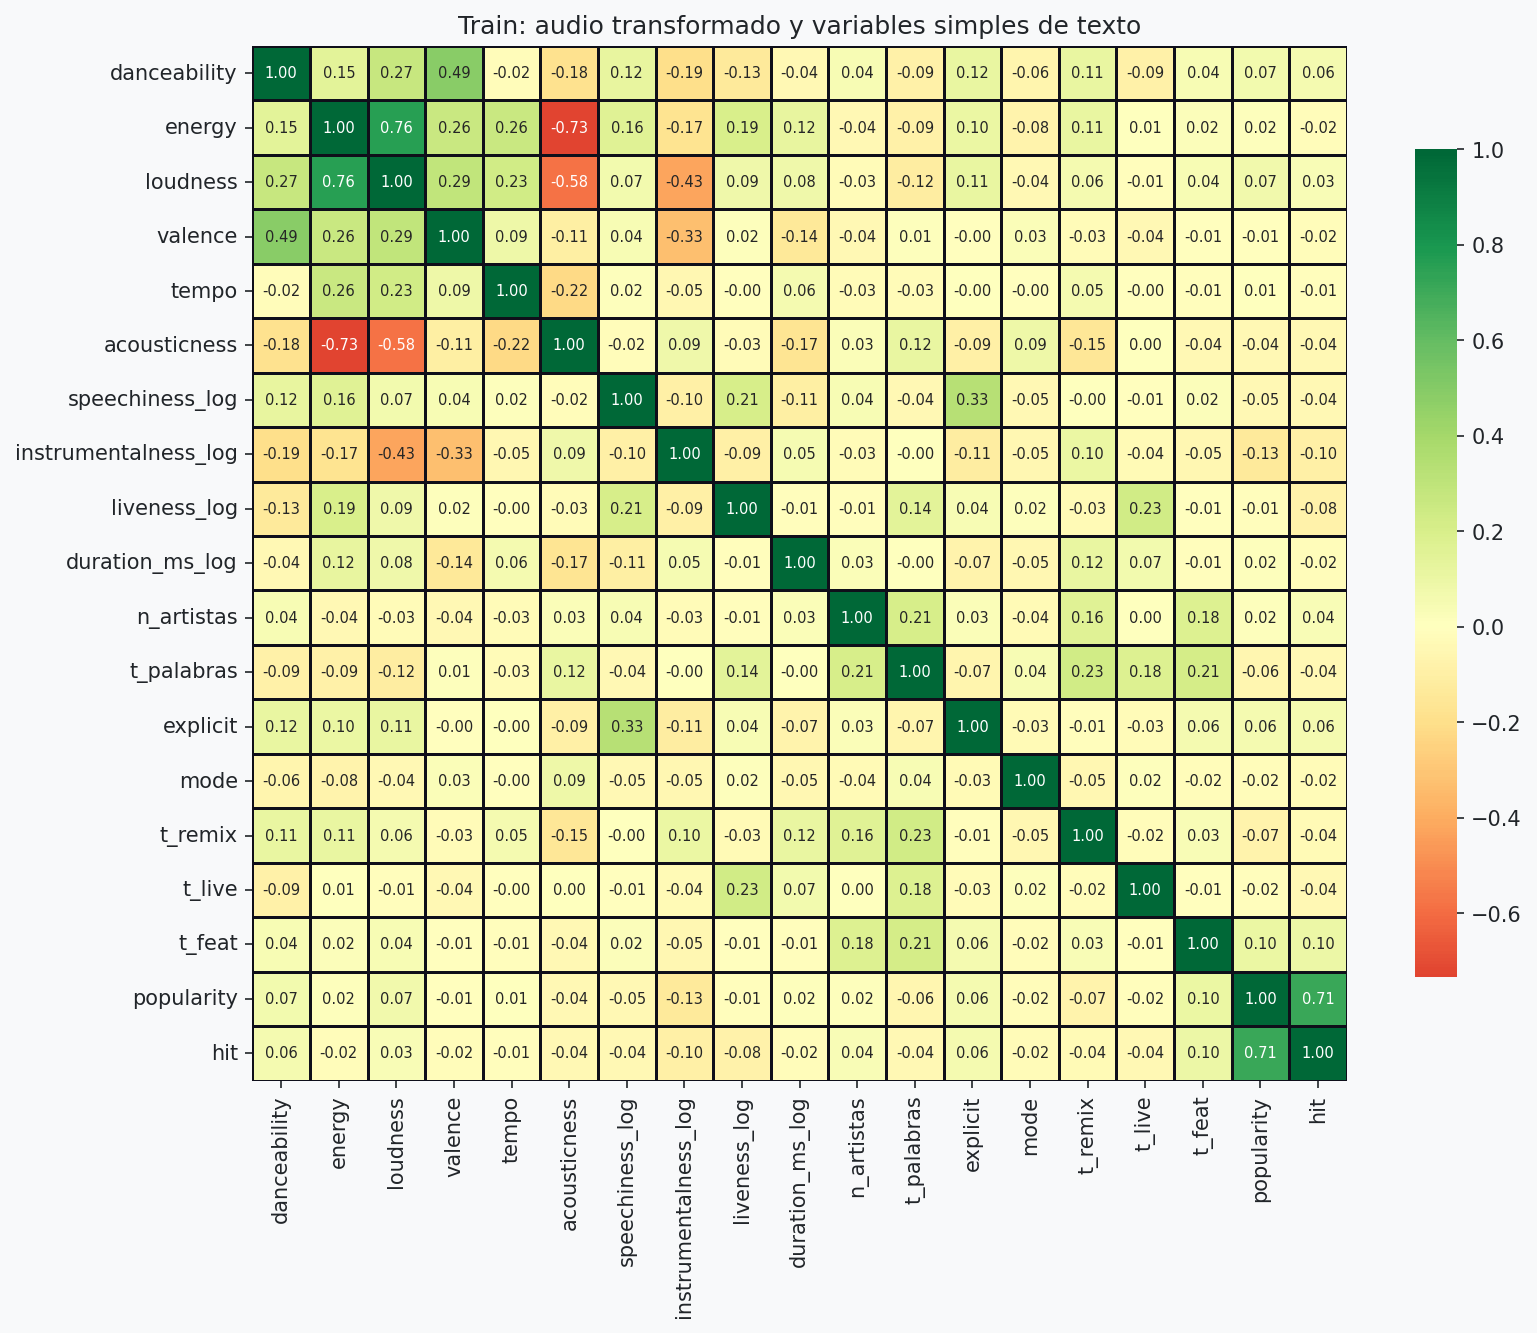 Train: audio transformado y variables simples de texto
danceability 1.00 0.15 0.27 0.49 -0.02 -0.18 0.12 -0.19 -0.13 -0.04 0.04 -0.09 0.12 -0.06 0.11 -0.09 0.04 0.07 0.06
energy 0.15 1.00 0.76 0.26 0.26 -0.73 0.16 -0.17 0.19 0.12 -0.04 -0.09 0.10 -0.08 0.11 0.01 0.02 0.02 -0.02
loudness 0.27 0.76 1.00 0.29 0.23 -0.58 0.07 -0.43 0.09 0.08 -0.03 -0.12 0.11 -0.04 0.06 -0.01 0.04 0.07 0.03
valence 0.49 0.26 0.29 1.00 0.09 -0.11 0.04 -0.33 0.02 -0.14 -0.04 0.01 -0.00 0.03 -0.03 -0.04 -0.01 -0.01 -0.02
tempo -0.02 0.26 0.23 0.09 1.00 -0.22 0.02 -0.05 -0.00 0.06 -0.03 -0.03 -0.00 -0.00 0.05 -0.00 -0.01 0.01 -0.01
acousticness -0.18 -0.73 -0.58 -0.11 -0.22 1.00 -0.02 0.09 -0.03 -0.17 0.03 0.12 -0.09 0.09 -0.15 0.00 -0.04 -0.04 -0.04
speechiness_log 0.12 0.16 0.07 0.04 0.02 -0.02 1.00 -0.10 0.21 -0.11 0.04 -0.04 0.33 -0.05 -0.00 -0.01 0.02 -0.05 -0.04
instrumentalness_log -0.19 -0.17 -0.43 -0.33 -0.05 0.09 -0.10 1.00 -0.09 0.05 -0.03 -0.00 -0.11 -0.05 0.10 -0.04 -0.05 -0.13 -0.10
liveness_log -0.13 0.19 0.09 0.02 -0.00 -0.03 0.21 -0.09 1.00 -0.01 -0.01 0.14 0.04 0.02 -0.03 0.23 -0.01 -0.01 -0.08
duration_ms_log -0.04 0.12 0.08 -0.14 0.06 -0.17 -0.11 0.05 -0.01 1.00 0.03 -0.00 -0.07 -0.05 0.12 0.07 -0.01 0.02 -0.02
n_artistas 0.04 -0.04 -0.03 -0.04 -0.03 0.03 0.04 -0.03 -0.01 0.03 1.00 0.21 0.03 -0.04 0.16 0.00 0.18 0.02 0.04
t_palabras -0.09 -0.09 -0.12 0.01 -0.03 0.12 -0.04 -0.00 0.14 -0.00 0.21 1.00 -0.07 0.04 0.23 0.18 0.21 -0.06 -0.04
explicit 0.12 0.10 0.11 -0.00 -0.00 -0.09 0.33 -0.11 0.04 -0.07 0.03 -0.07 1.00 -0.03 -0.01 -0.03 0.06 0.06 0.06
mode -0.06 -0.08 -0.04 0.03 -0.00 0.09 -0.05 -0.05 0.02 -0.05 -0.04 0.04 -0.03 1.00 -0.05 0.02 -0.02 -0.02 -0.02
t_remix 0.11 0.11 0.06 -0.03 0.05 -0.15 -0.00 0.10 -0.03 0.12 0.16 0.23 -0.01 -0.05 1.00 -0.02 0.03 -0.07 -0.04
t_live -0.09 0.01 -0.01 -0.04 -0.00 0.00 -0.01 -0.04 0.23 0.07 0.00 0.18 -0.03 0.02 -0.02 1.00 -0.01 -0.02 -0.04
t_feat 0.04 0.02 0.04 -0.01 -0.01 -0.04 0.02 -0.05 -0.01 -0.01 0.18 0.21 0.06 -0.02 0.03 -0.01 1.00 0.10 0.10
popularity 0.07 0.02 0.07 -0.01 0.01 -0.04 -0.05 -0.13 -0.01 0.02 0.02 -0.06 0.06 -0.02 -0.07 -0.02 0.10 1.00 0.71
hit 0.06 -0.02 0.03 -0.02 -0.01 -0.04 -0.04 -0.10 -0.08 -0.02 0.04 -0.04 0.06 -0.02 -0.04 -0.04 0.10 0.71 1.00
danceability
energy
loudness
valence
tempo
acousticness
speechiness_log
instrumentalness_log
liveness_log
duration_ms_log
n_artistas
t_palabras
explicit
mode
t_remix
t_live
t_feat
popularity
hit
1.0
0.8
0.6
0.4
0.2
0.0
−0.2
−0.4
−0.6